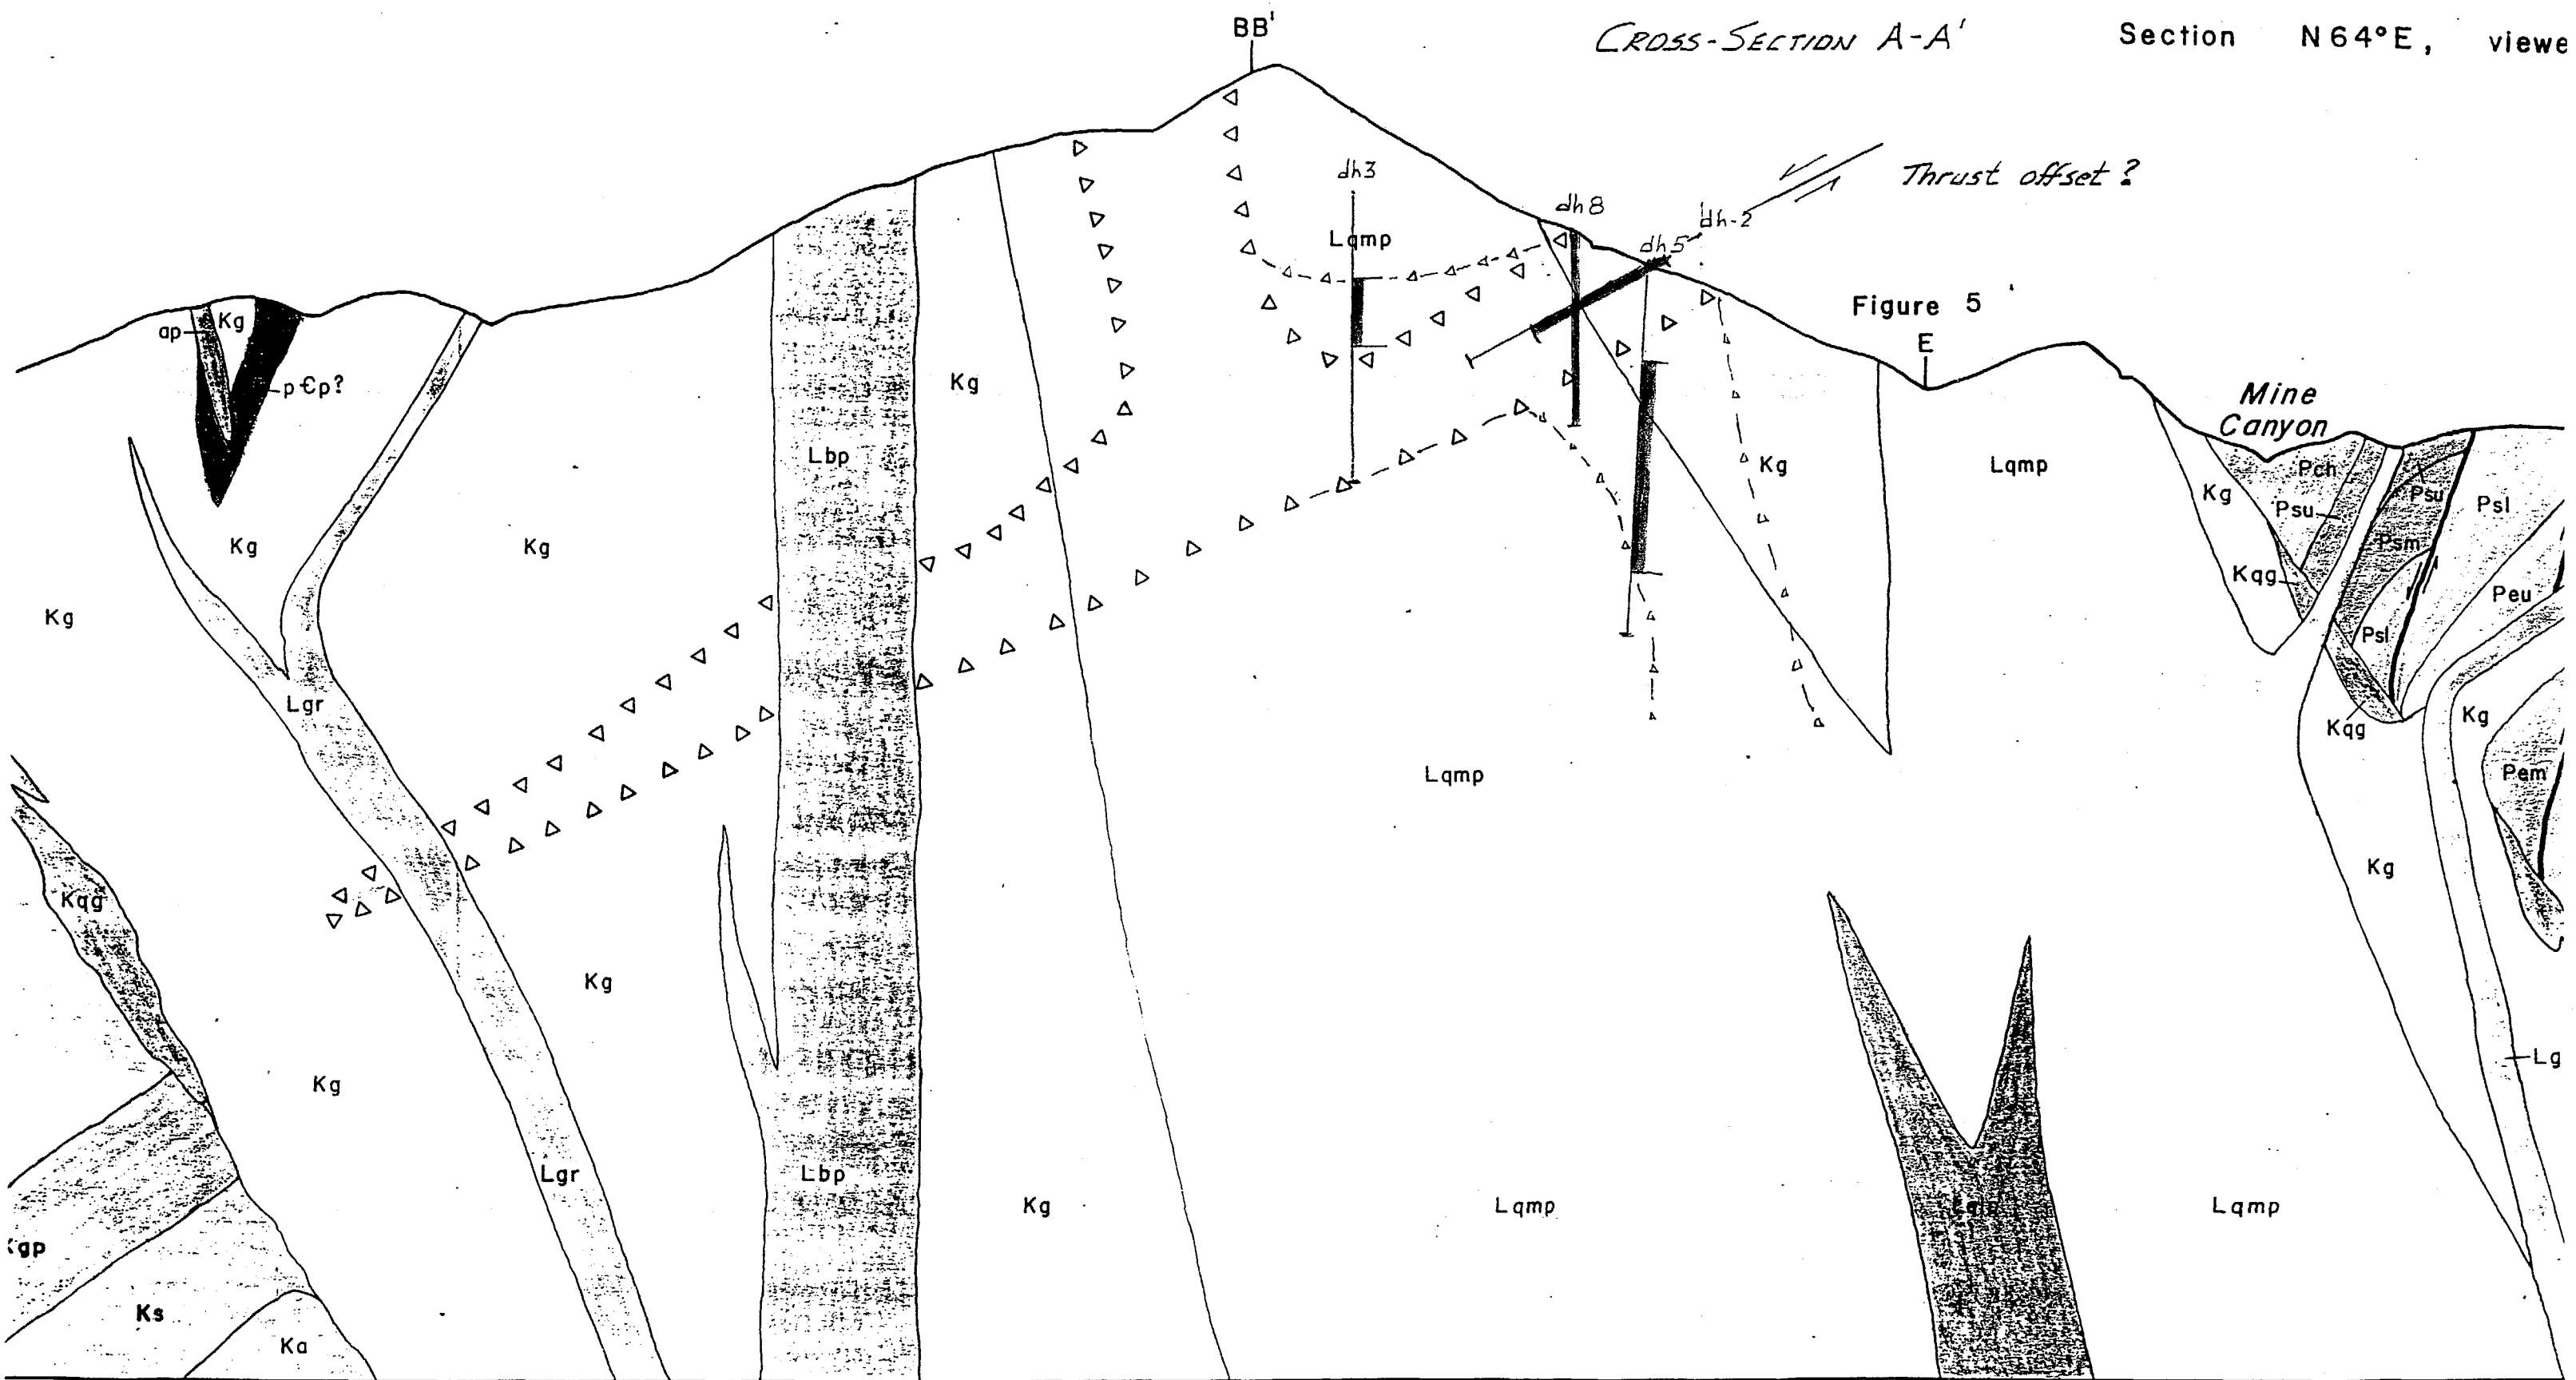 BB'
CROSS-SECTION A-A'
Section N64°E, viewe
dh3
Thrust offset?
dh8
dh-2
Lqmp
dh5
Figure 5
E
ap
Kg
p€p?
Kg
Mine
Canyon
Lbp
Kg
Lqmp
Pch
Kg
Psu
Psu
Psl
Psm
Kg
Kg
Kqg
Peu
Kg
Psl
Lgr
Kqg
Kg
Lqmp
Pem
Kg
Kqg
Kg
Lg
Kg
Lgr
Lbp
Kg
Lqmp
Lqmp
Kgp
Ks
Ka